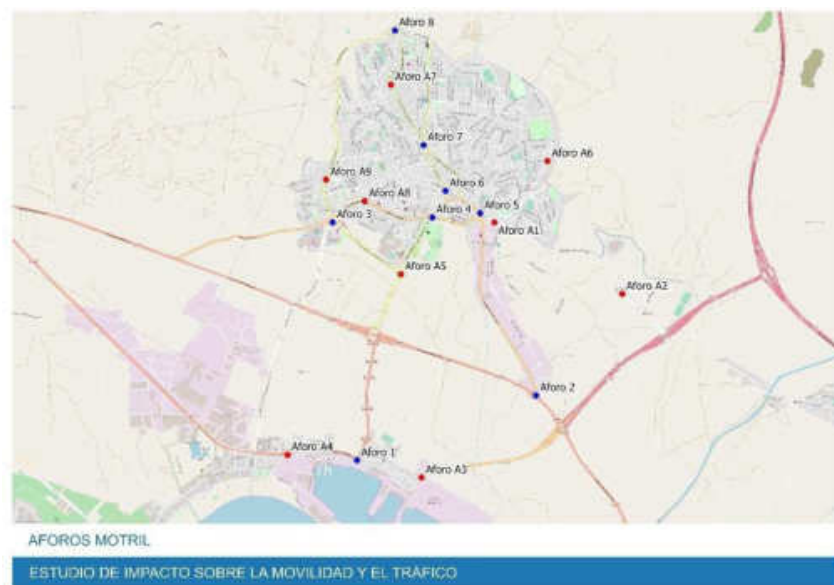 Aforo 8
Aforo A7
Aforo 7
Aforo A6
Aforo A9
Aforo 6
Aforo A8
Aforo 3
Aforo 4
Aforo 5
Aforo A1
Aforo A5
Aforo A2
Aforo 2
Aforo A4
Aforo 1
Aforo A3
AFOROS MOTRIL
ESTUDIO DE IMPACTO SOBRE LA MOVILIDAD Y EL TRÁFICO